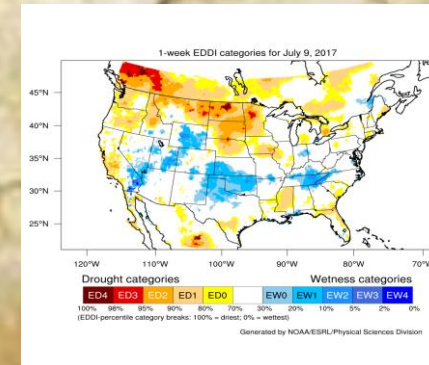 1-week EDDI categories for July 9, 2017
45°N
40°N
35°N
30°N
25°N
120°W 110°W 100°W 90°W 80°W 70°W
Drought categories Wetness categories
ED4 ED3 ED2 ED1 ED0 EW0 EW1 EW2 EW3 EW4
100% 98% 95% 90% 80% 70% 30% 20% 10% 5% 2% 0%
(EDDI-percentile category breaks: 100% = driest; 0% = wettest)
Generated by NOAA/ESRL/Physical Sciences Division